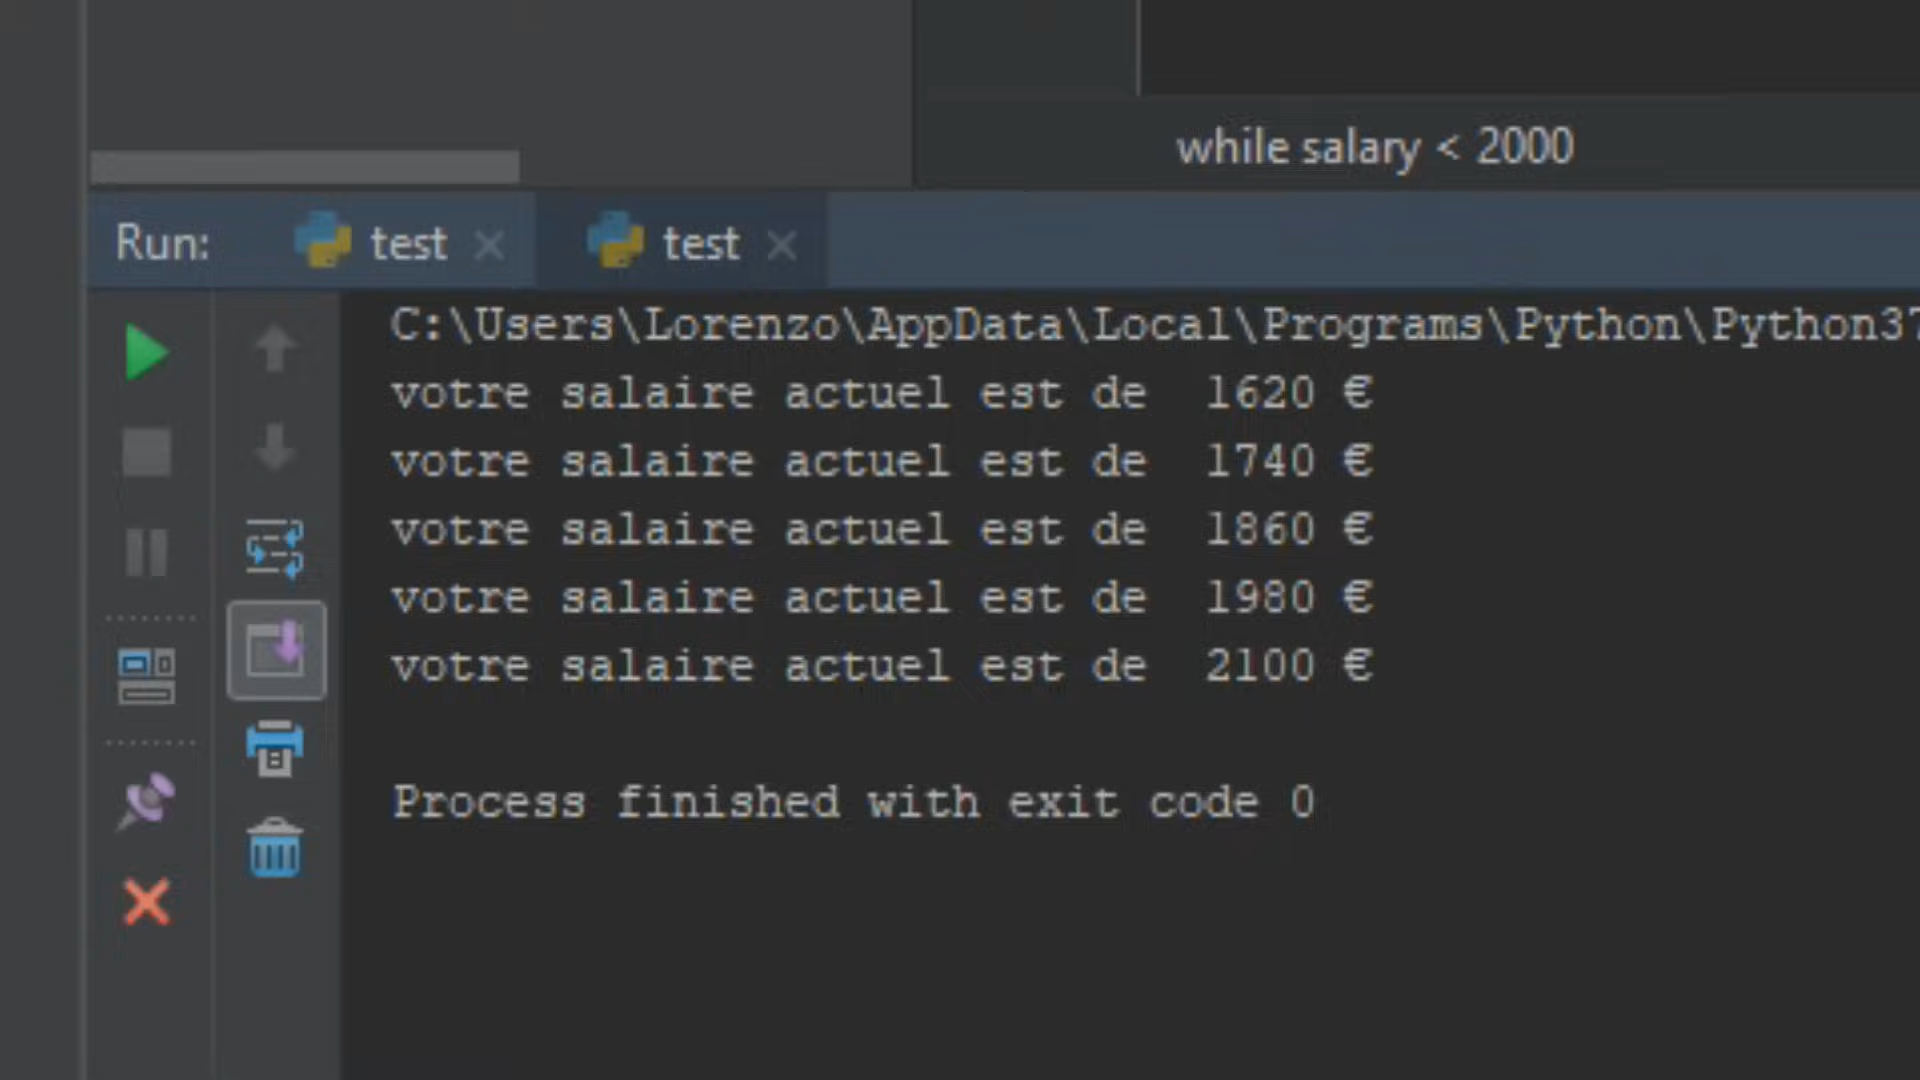 while salary < 2000
Run: test test
C:\Users\Lorenzo\AppData\Local\Programs\Python\Python37
votre salaire actuel est de  1620 €
votre salaire actuel est de  1740 €
votre salaire actuel est de  1860 €
votre salaire actuel est de  1980 €
votre salaire actuel est de  2100 €
Process finished with exit code 0